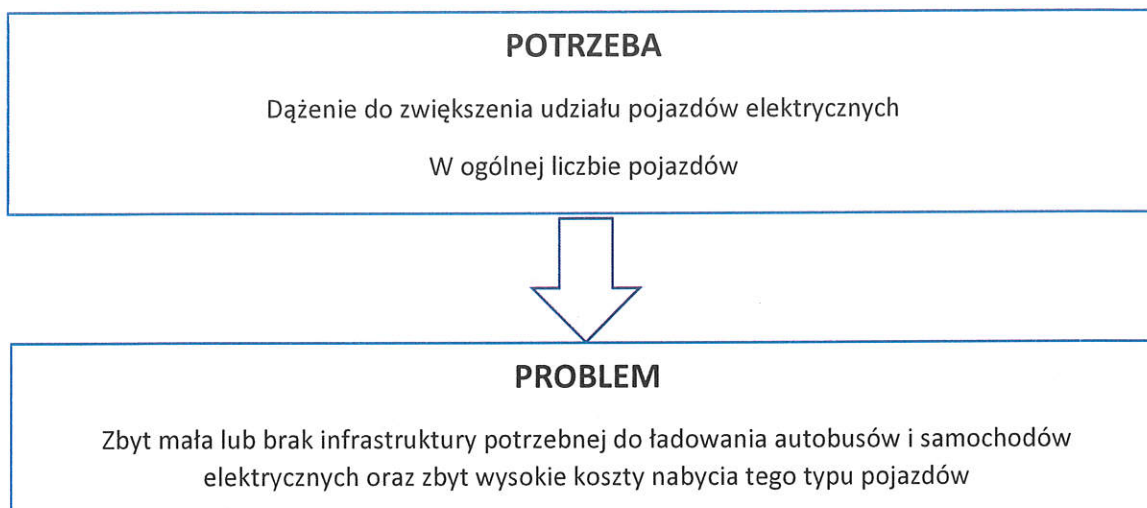 POTRZEBA
Dążenie do zwiększenia udziału pojazdów elektrycznych
W ogólnej liczbie pojazdów
PROBLEM
Zbyt mała lub brak infrastruktury potrzebnej do ładowania autobusów i samochodów
elektrycznych oraz zbyt wysokie koszty nabycia tego typu pojazdów